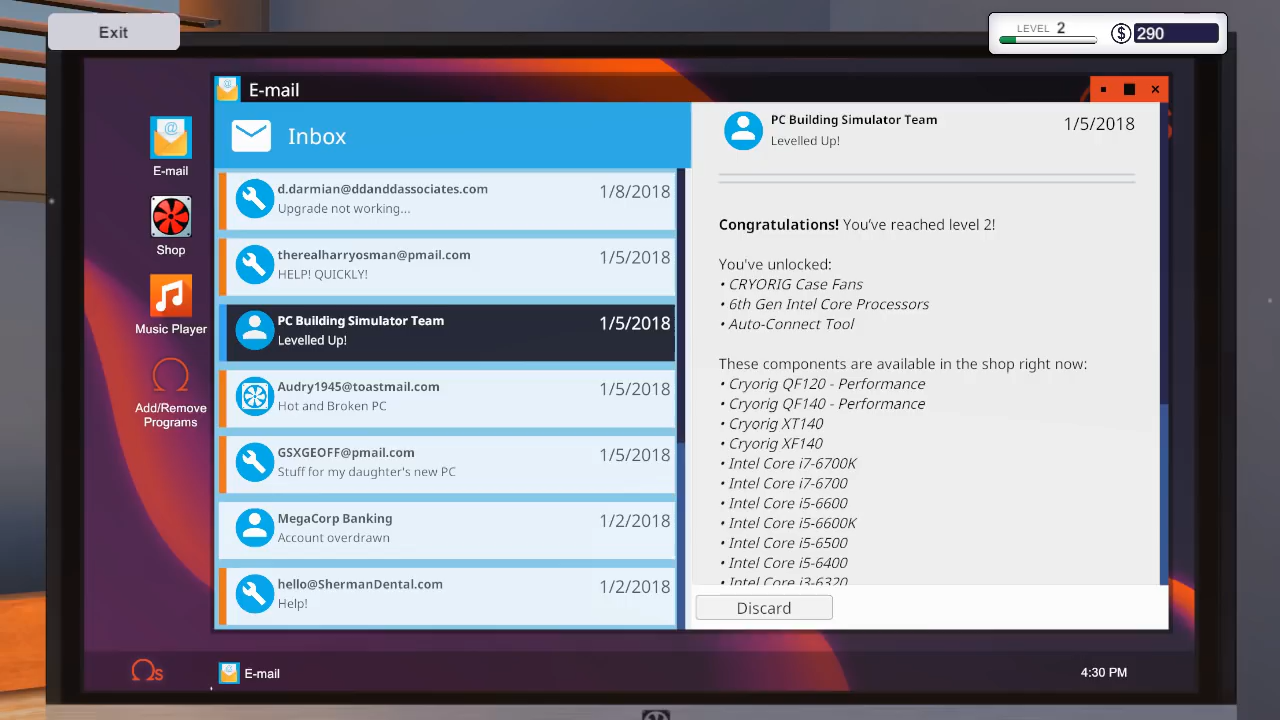 Exit
LEVEL 2
$ 290
E-mail
Shop
Music Player
Add/Remove
Programs
E-mail
Inbox
d.darmian@ddanddassociates.com
1/8/2018
Upgrade not working...
therealharryosman@pmail.com
1/5/2018
HELP! QUICKLY!
PC Building Simulator Team
1/5/2018
Levelled Up!
Audry1945@toastmail.com
1/5/2018
Hot and Broken PC
GSXGEOFF@pmail.com
1/5/2018
Stuff for my daughter's new PC
MegaCorp Banking
1/2/2018
Account overdrawn
hello@ShermanDental.com
1/2/2018
Help!
PC Building Simulator Team
1/5/2018
Levelled Up!
Congratulations! You've reached level 2!
You've unlocked:
• CRYORIG Case Fans
• 6th Gen Intel Core Processors
• Auto-Connect Tool
These components are available in the shop right now:
• Cryorig QF120 - Performance
• Cryorig QF140 - Performance
• Cryorig XT140
• Cryorig XF140
• Intel Core i7-6700K
• Intel Core i7-6700
• Intel Core i5-6600
• Intel Core i5-6600K
• Intel Core i5-6500
• Intel Core i5-6400
• Intel Core i3-6320
Discard
Ωs
E-mail
4:30 PM